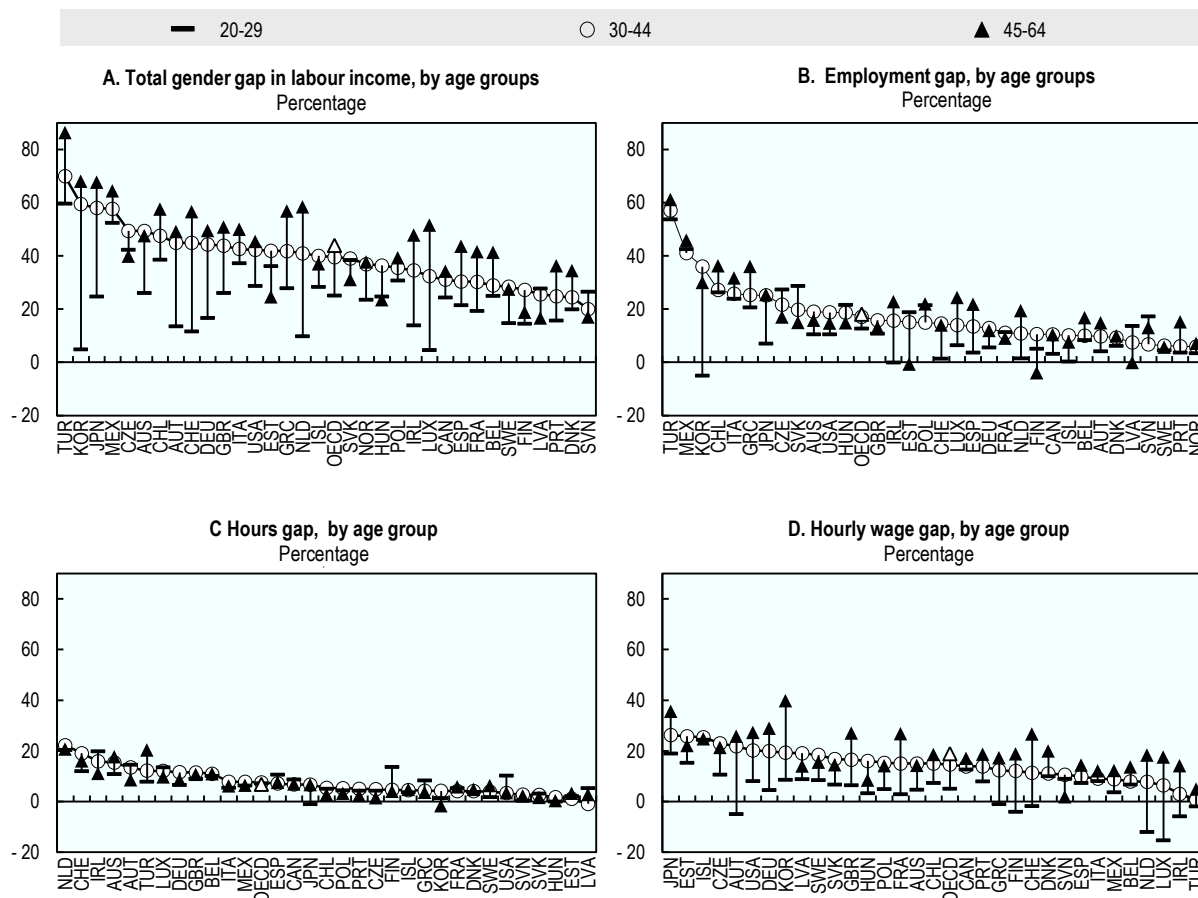 20-29 30-44 45-64
A. Total gender gap in labour income, by age groups
Percentage
80
60
40
20
0
- 20
TUR KOR JPN MEX CZE AUS CHL AUT CHE DEU GBR ITA USA EST GRC NLD ISL OECD SVK NOR HUN POL IRL LUX CAN ESP FRA BEL SWE FIN LVA PRT DNK SVN
B. Employment gap, by age groups
Percentage
80
60
40
20
0
- 20
TUR MEX KOR CHL ITA GRC JPN CZE SVK AUS USA HUN OECD GBR IRL EST POL CHE LUX ESP DEU FRA NLD FIN CAN ISL BEL AUT DNK LVA SVN SWE PRT NOR
C Hours gap, by age group
Percentage
80
60
40
20
0
- 20
NLD CHE IRL AUS AUT TUR LUX DEU GBR BEL ITA MEX OECD ESP CAN JPN CHL POL PRT CZE FIN ISL GRC KOR FRA DNK SWE USA SVN SVK HUN EST LVA
D. Hourly wage gap, by age group
Percentage
80
60
40
20
0
- 20
JPN EST ISL CZE AUT USA DEU KOR LVA SWE SVK GBR HUN POL FRA AUS CHL OECD CAN PRT GRC FIN CHE DNK SVN ESP ITA MEX BEL NLD LUX IRL TUR